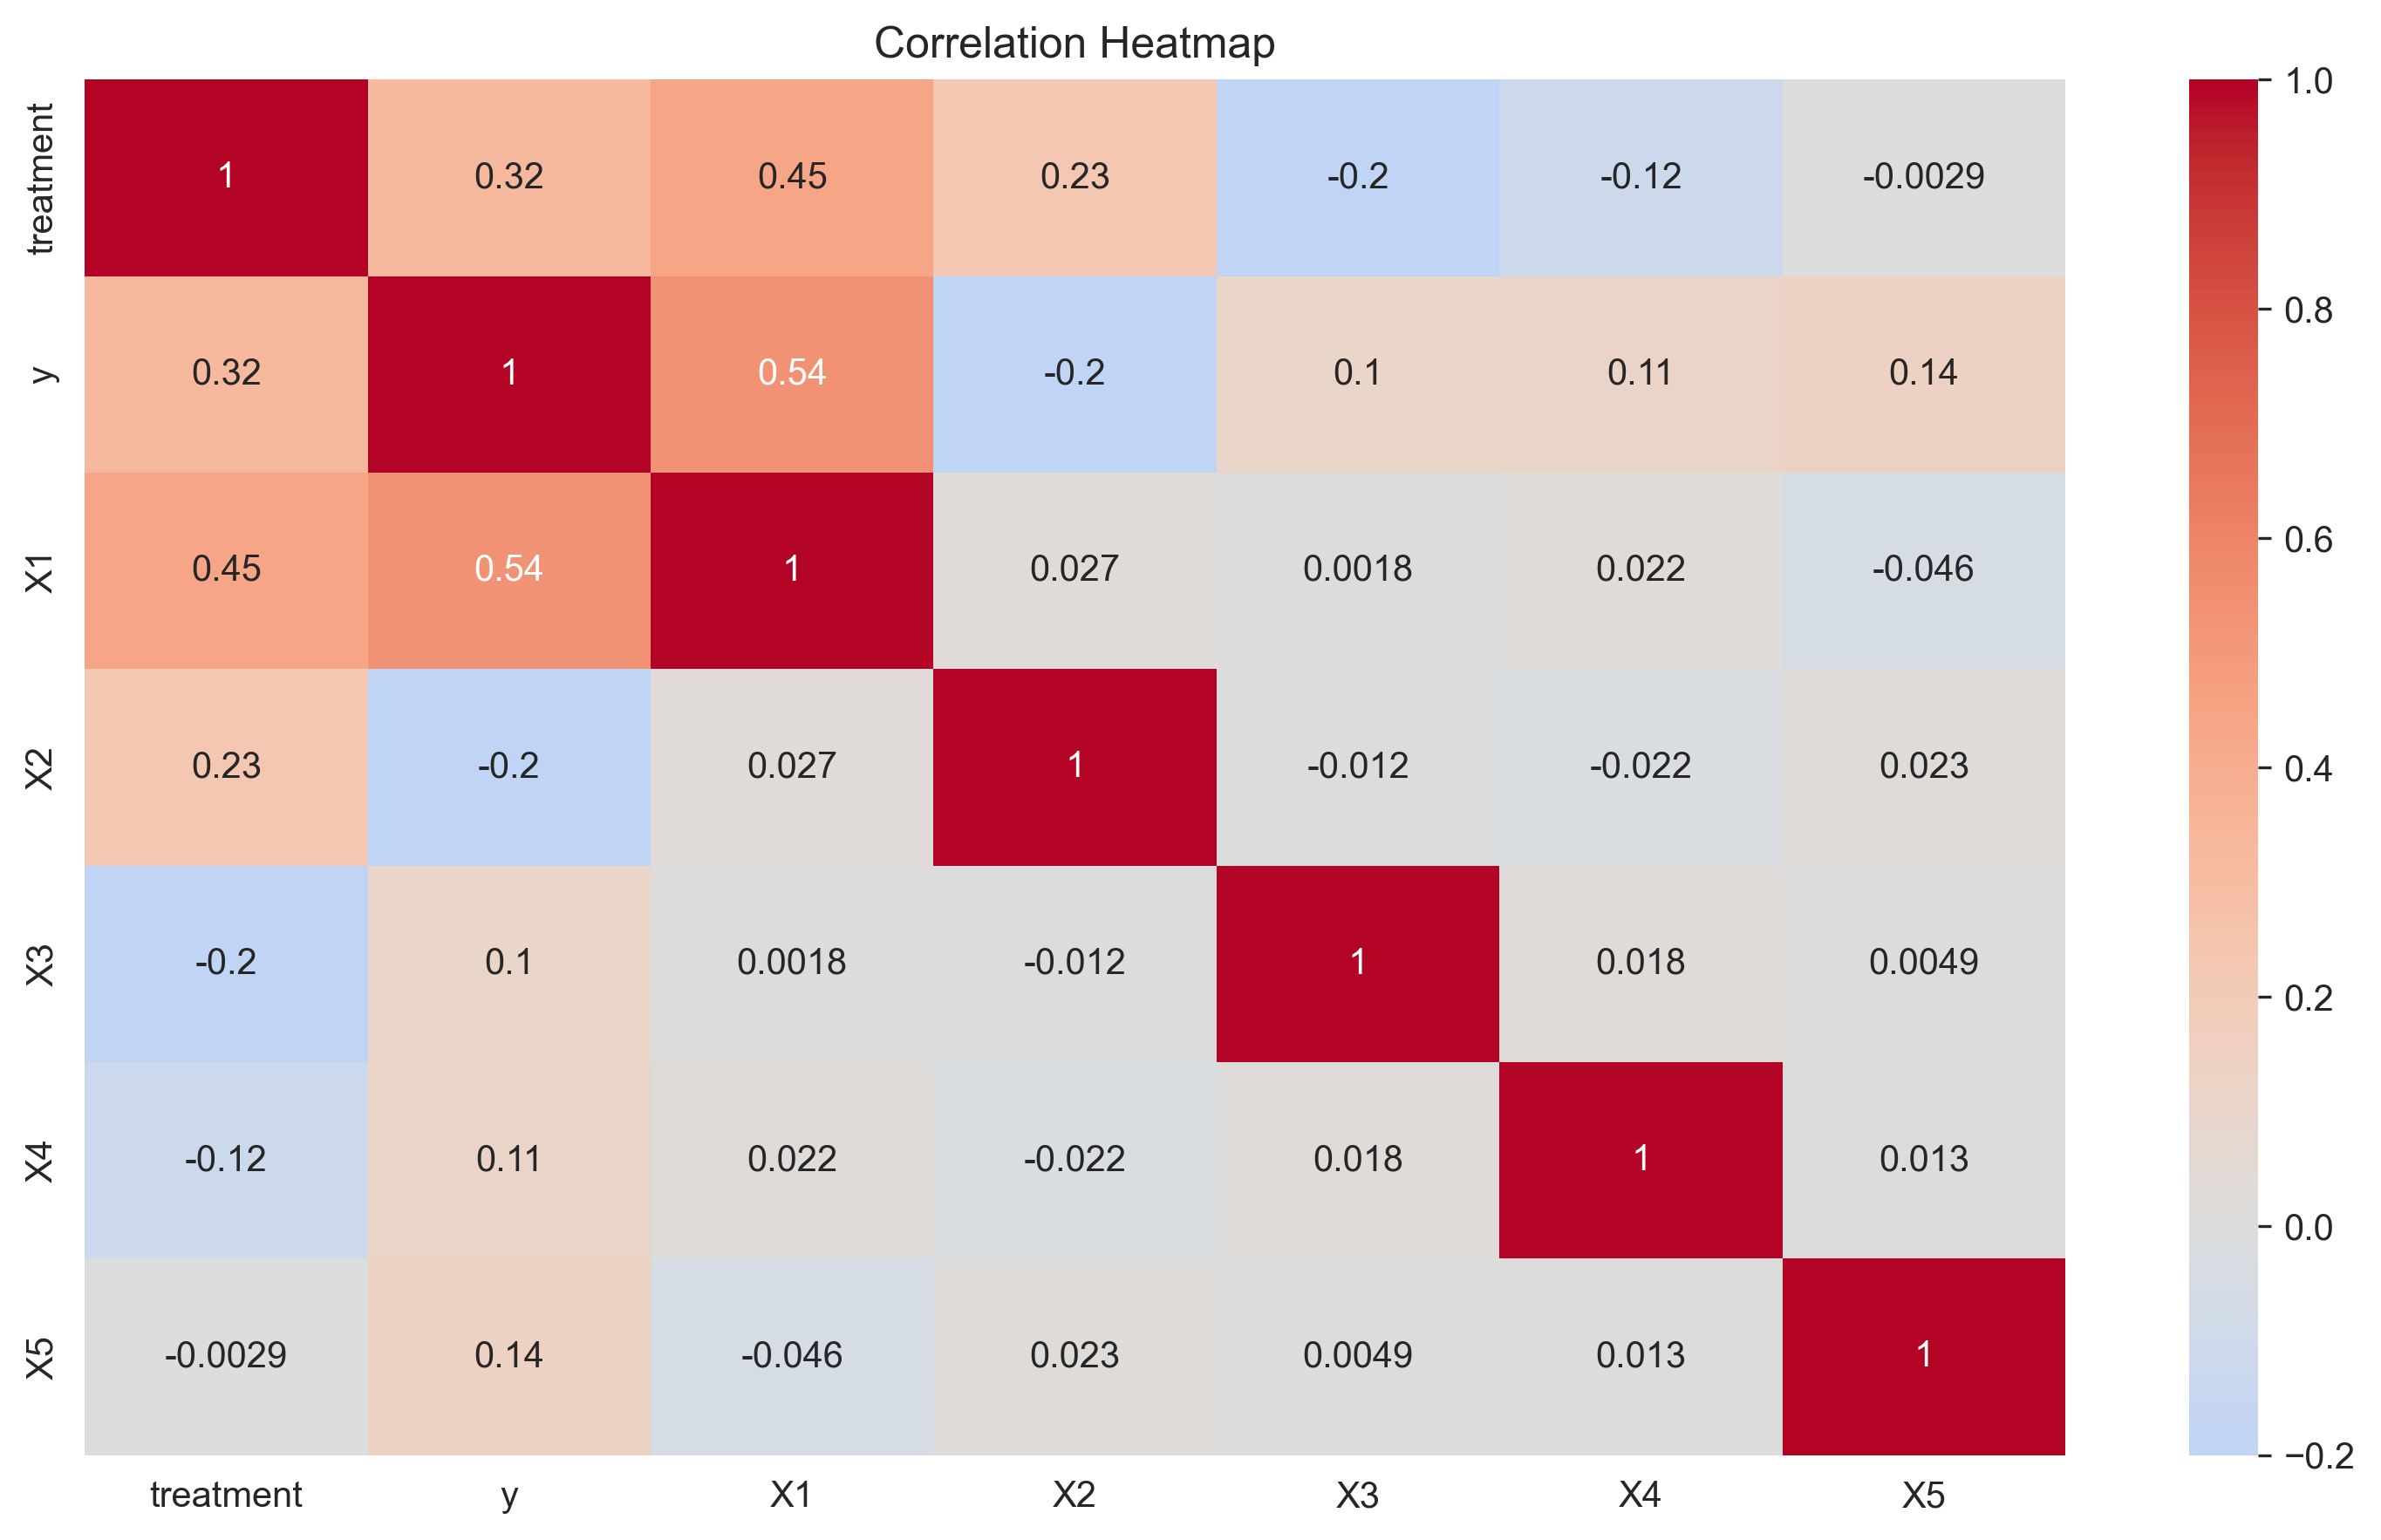 Correlation Heatmap
treatment 1 0.32 0.45 0.23 -0.2 -0.12 -0.0029
y 0.32 1 0.54 -0.2 0.1 0.11 0.14
X1 0.45 0.54 1 0.027 0.0018 0.022 -0.046
X2 0.23 -0.2 0.027 1 -0.012 -0.022 0.023
X3 -0.2 0.1 0.0018 -0.012 1 0.018 0.0049
X4 -0.12 0.11 0.022 -0.022 0.018 1 0.013
X5 -0.0029 0.14 -0.046 0.023 0.0049 0.013 1
treatment y X1 X2 X3 X4 X5
1.0
0.8
0.6
0.4
0.2
0.0
−0.2